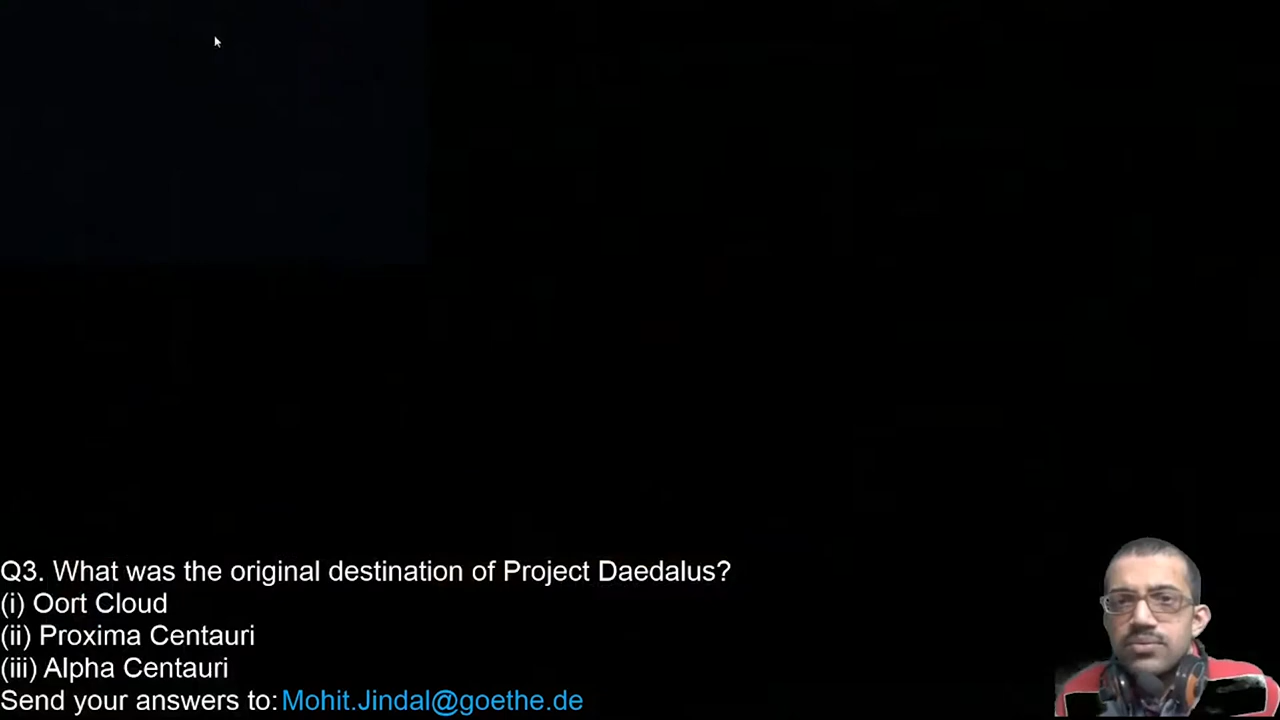 Q3. What was the original destination of Project Daedalus?
(i) Oort Cloud
(ii) Proxima Centauri
(iii) Alpha Centauri
Send your answers to: Mohit.Jindal@goethe.de